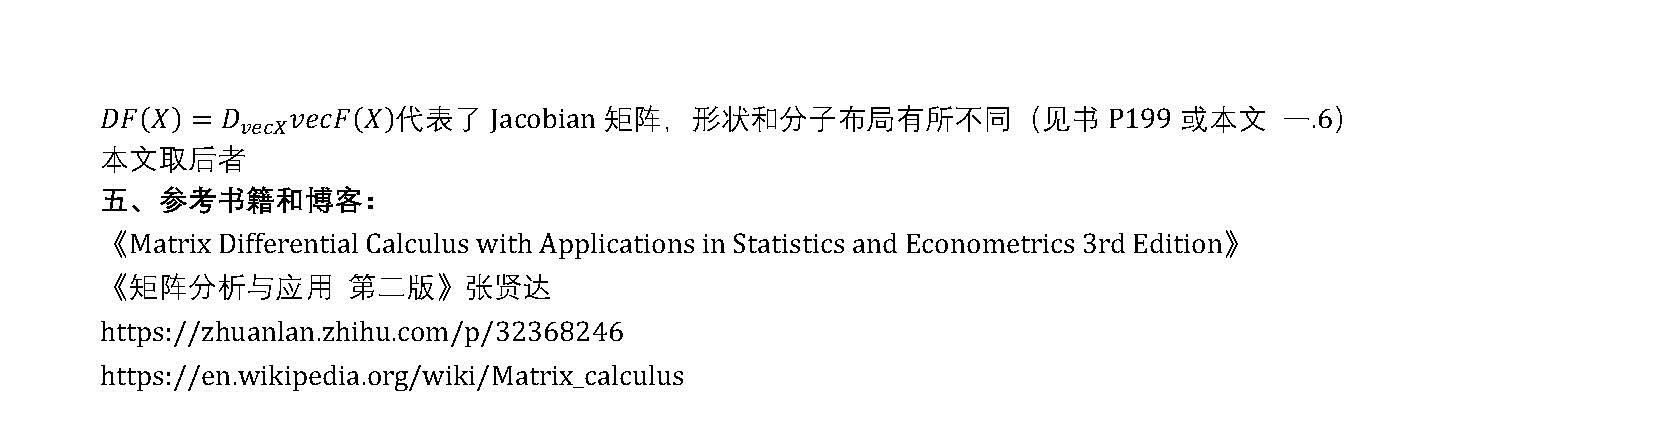 DF(X) = D_{vecX}vecF(X)代表了 Jacobian 矩阵，形状和分子布局有所不同（见书 P199 或本文 一.6）
本文取后者
五、参考书籍和博客：
《Matrix Differential Calculus with Applications in Statistics and Econometrics 3rd Edition》
《矩阵分析与应用 第二版》张贤达
https://zhuanlan.zhihu.com/p/32368246
https://en.wikipedia.org/wiki/Matrix_calculus